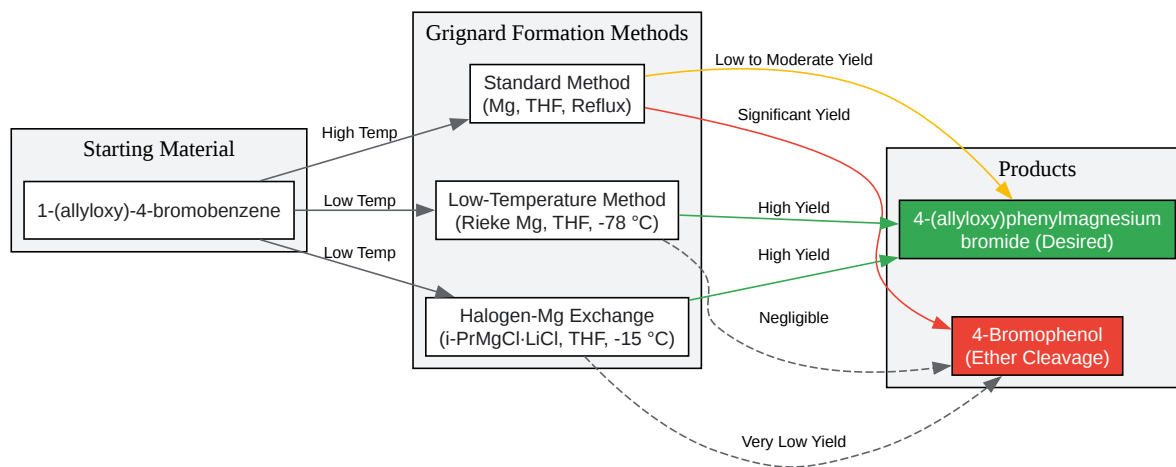 Grignard Formation Methods
Standard Method
(Mg, THF, Reflux)
Low to Moderate Yield
Significant Yield
High Temp
Starting Material
1-(allyloxy)-4-bromobenzene
Low Temp
Low Temp
Low-Temperature Method
(Rieke Mg, THF, -78 °C)
High Yield
High Yield
Halogen-Mg Exchange
(i-PrMgCl·LiCl, THF, -15 °C)
Negligible
Very Low Yield
Products
4-(allyloxy)phenylmagnesium
bromide (Desired)
4-Bromophenol
(Ether Cleavage)